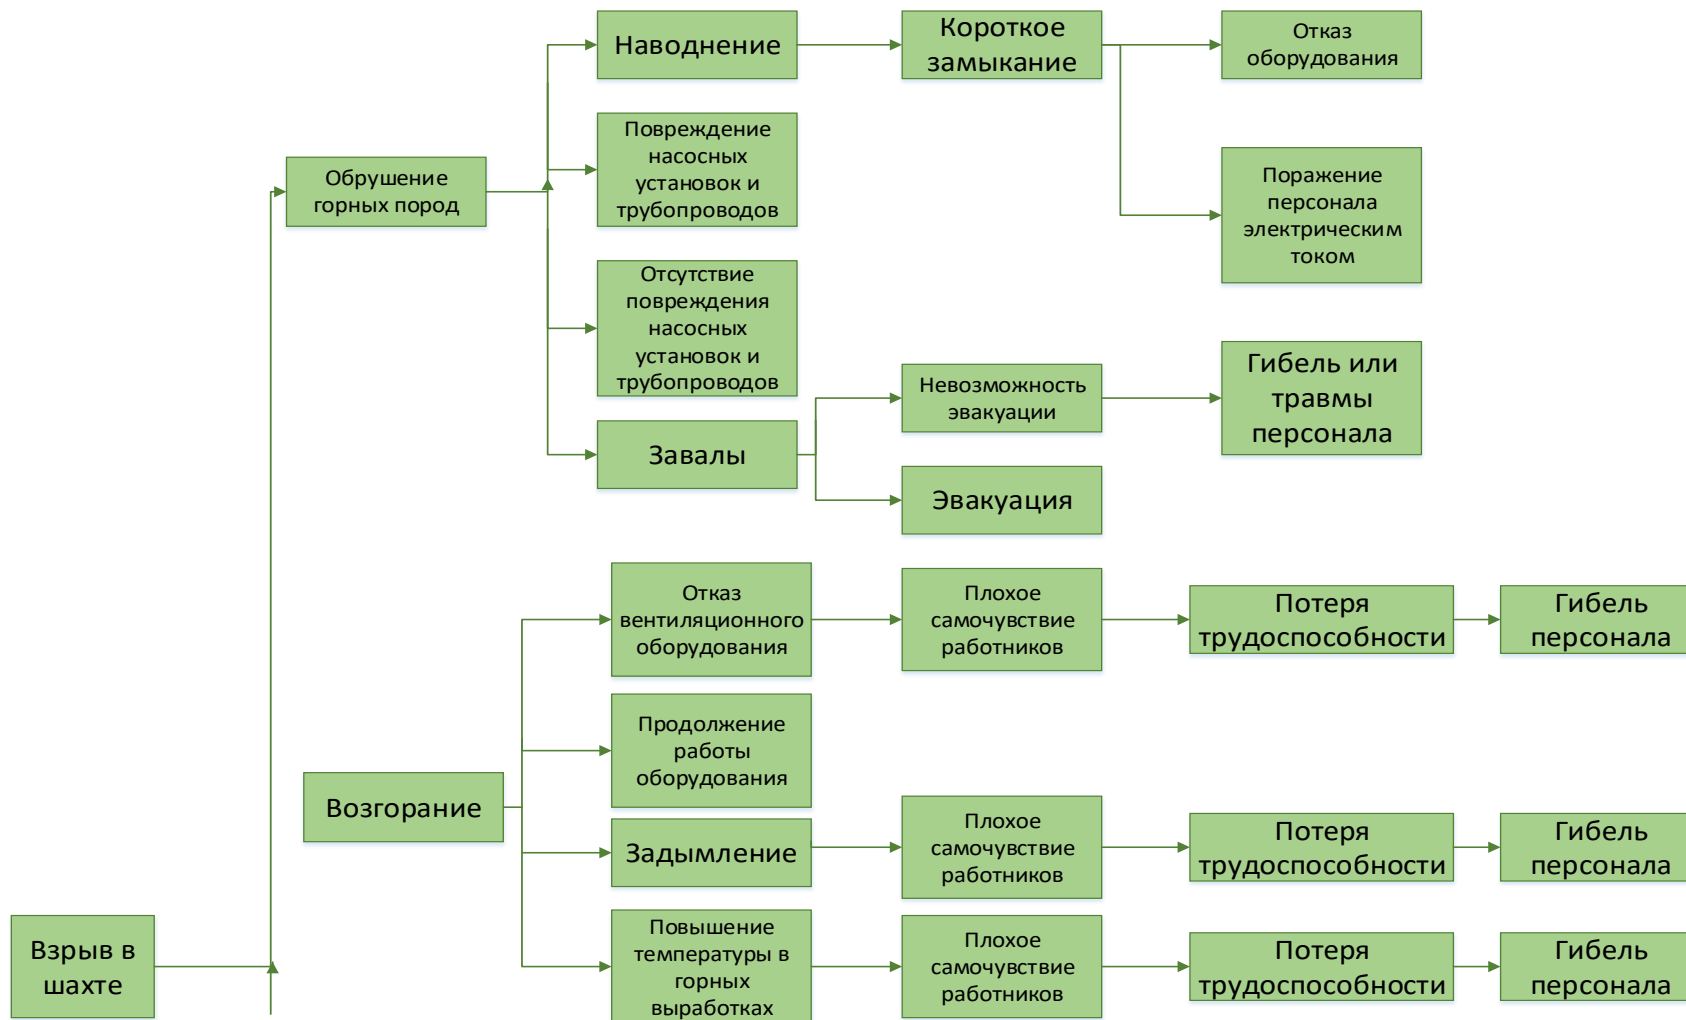 Наводнение
Короткое
замыкание
Отказ
оборудования
Повреждение
насосных
установок и
трубопроводов
Обрушение
горных пород
Поражение
персонала
электрическим
током
Отсутствие
повреждения
насосных
установок и
трубопроводов
Невозможность
эвакуации
Гибель или
травмы
персонала
Завалы
Эвакуация
Отказ
вентиляционного
оборудования
Плохое
самочувствие
работников
Потеря
трудоспособности
Гибель
персонала
Продолжение
работы
оборудования
Возгорание
Задымление
Плохое
самочувствие
работников
Потеря
трудоспособности
Гибель
персонала
Взрыв в
шахте
Повышение
температуры в
горных
выработках
Плохое
самочувствие
работников
Потеря
трудоспособности
Гибель
персонала